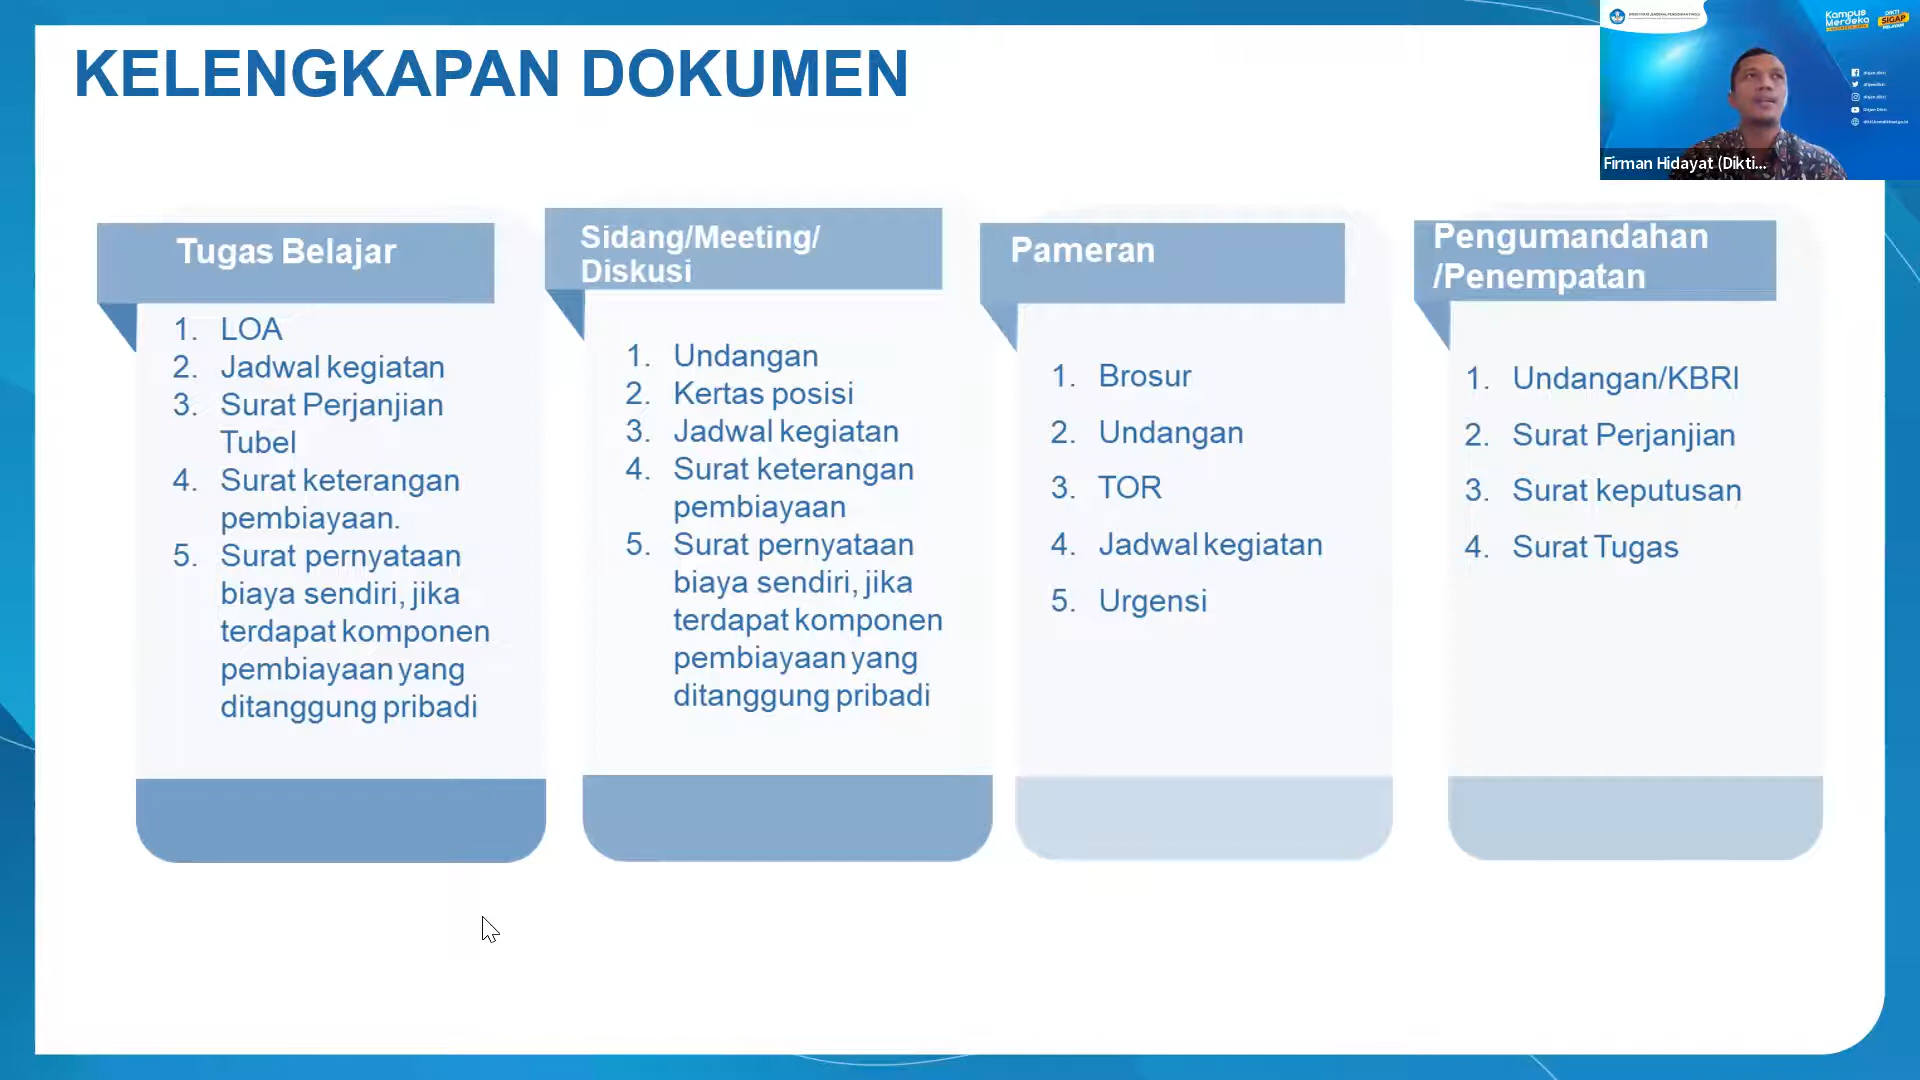 KELENGKAPAN DOKUMEN
Kampus
Merdeka
DIKTI
SIGAP
Firman Hidayat (Dikti...
Tugas Belajar
1. LOA
2. Jadwal kegiatan
3. Surat Perjanjian
Tubel
4. Surat keterangan
pembiayaan.
5. Surat pernyataan
biaya sendiri, jika
terdapat komponen
pembiayaan yang
ditanggung pribadi
Sidang/Meeting/
Diskusi
1. Undangan
2. Kertas posisi
3. Jadwal kegiatan
4. Surat keterangan
pembiayaan
5. Surat pernyataan
biaya sendiri, jika
terdapat komponen
pembiayaan yang
ditanggung pribadi
Pameran
1. Brosur
2. Undangan
3. TOR
4. Jadwal kegiatan
5. Urgensi
Pengumandahan
/Penempatan
1. Undangan/KBRI
2. Surat Perjanjian
3. Surat keputusan
4. Surat Tugas